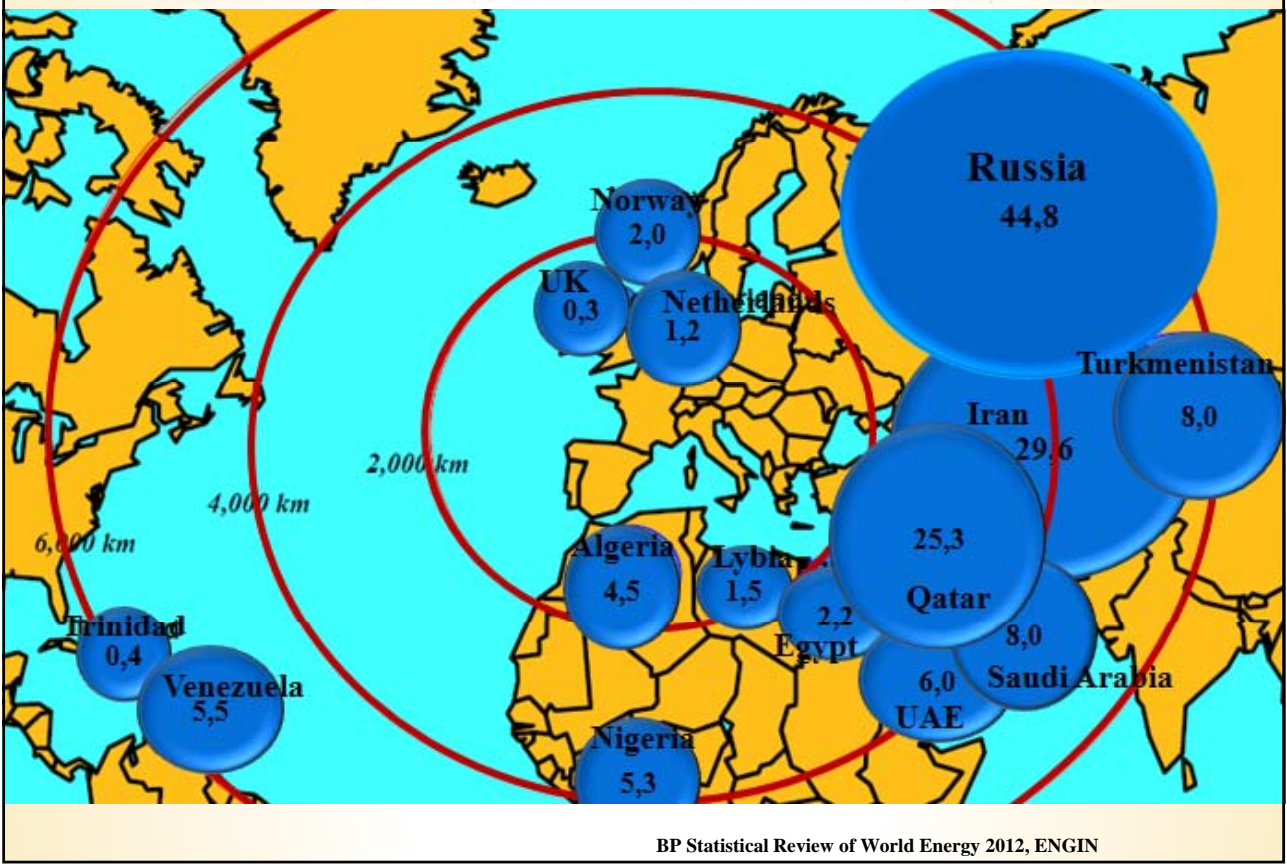 Russia
44,8
Norway
2,0
UK
0,3
Netherlands
1,2
Turkmenistan
8,0
Iran
29,6
2,000 km
4,000 km
6,000 km
25,3
Qatar
Algeria
4,5
Lybia
1,5
2,2
Egypt
8,0
Saudi Arabia
6,0
UAE
Trinidad
0,4
Venezuela
5,5
Nigeria
5,3
BP Statistical Review of World Energy 2012, ENGIN